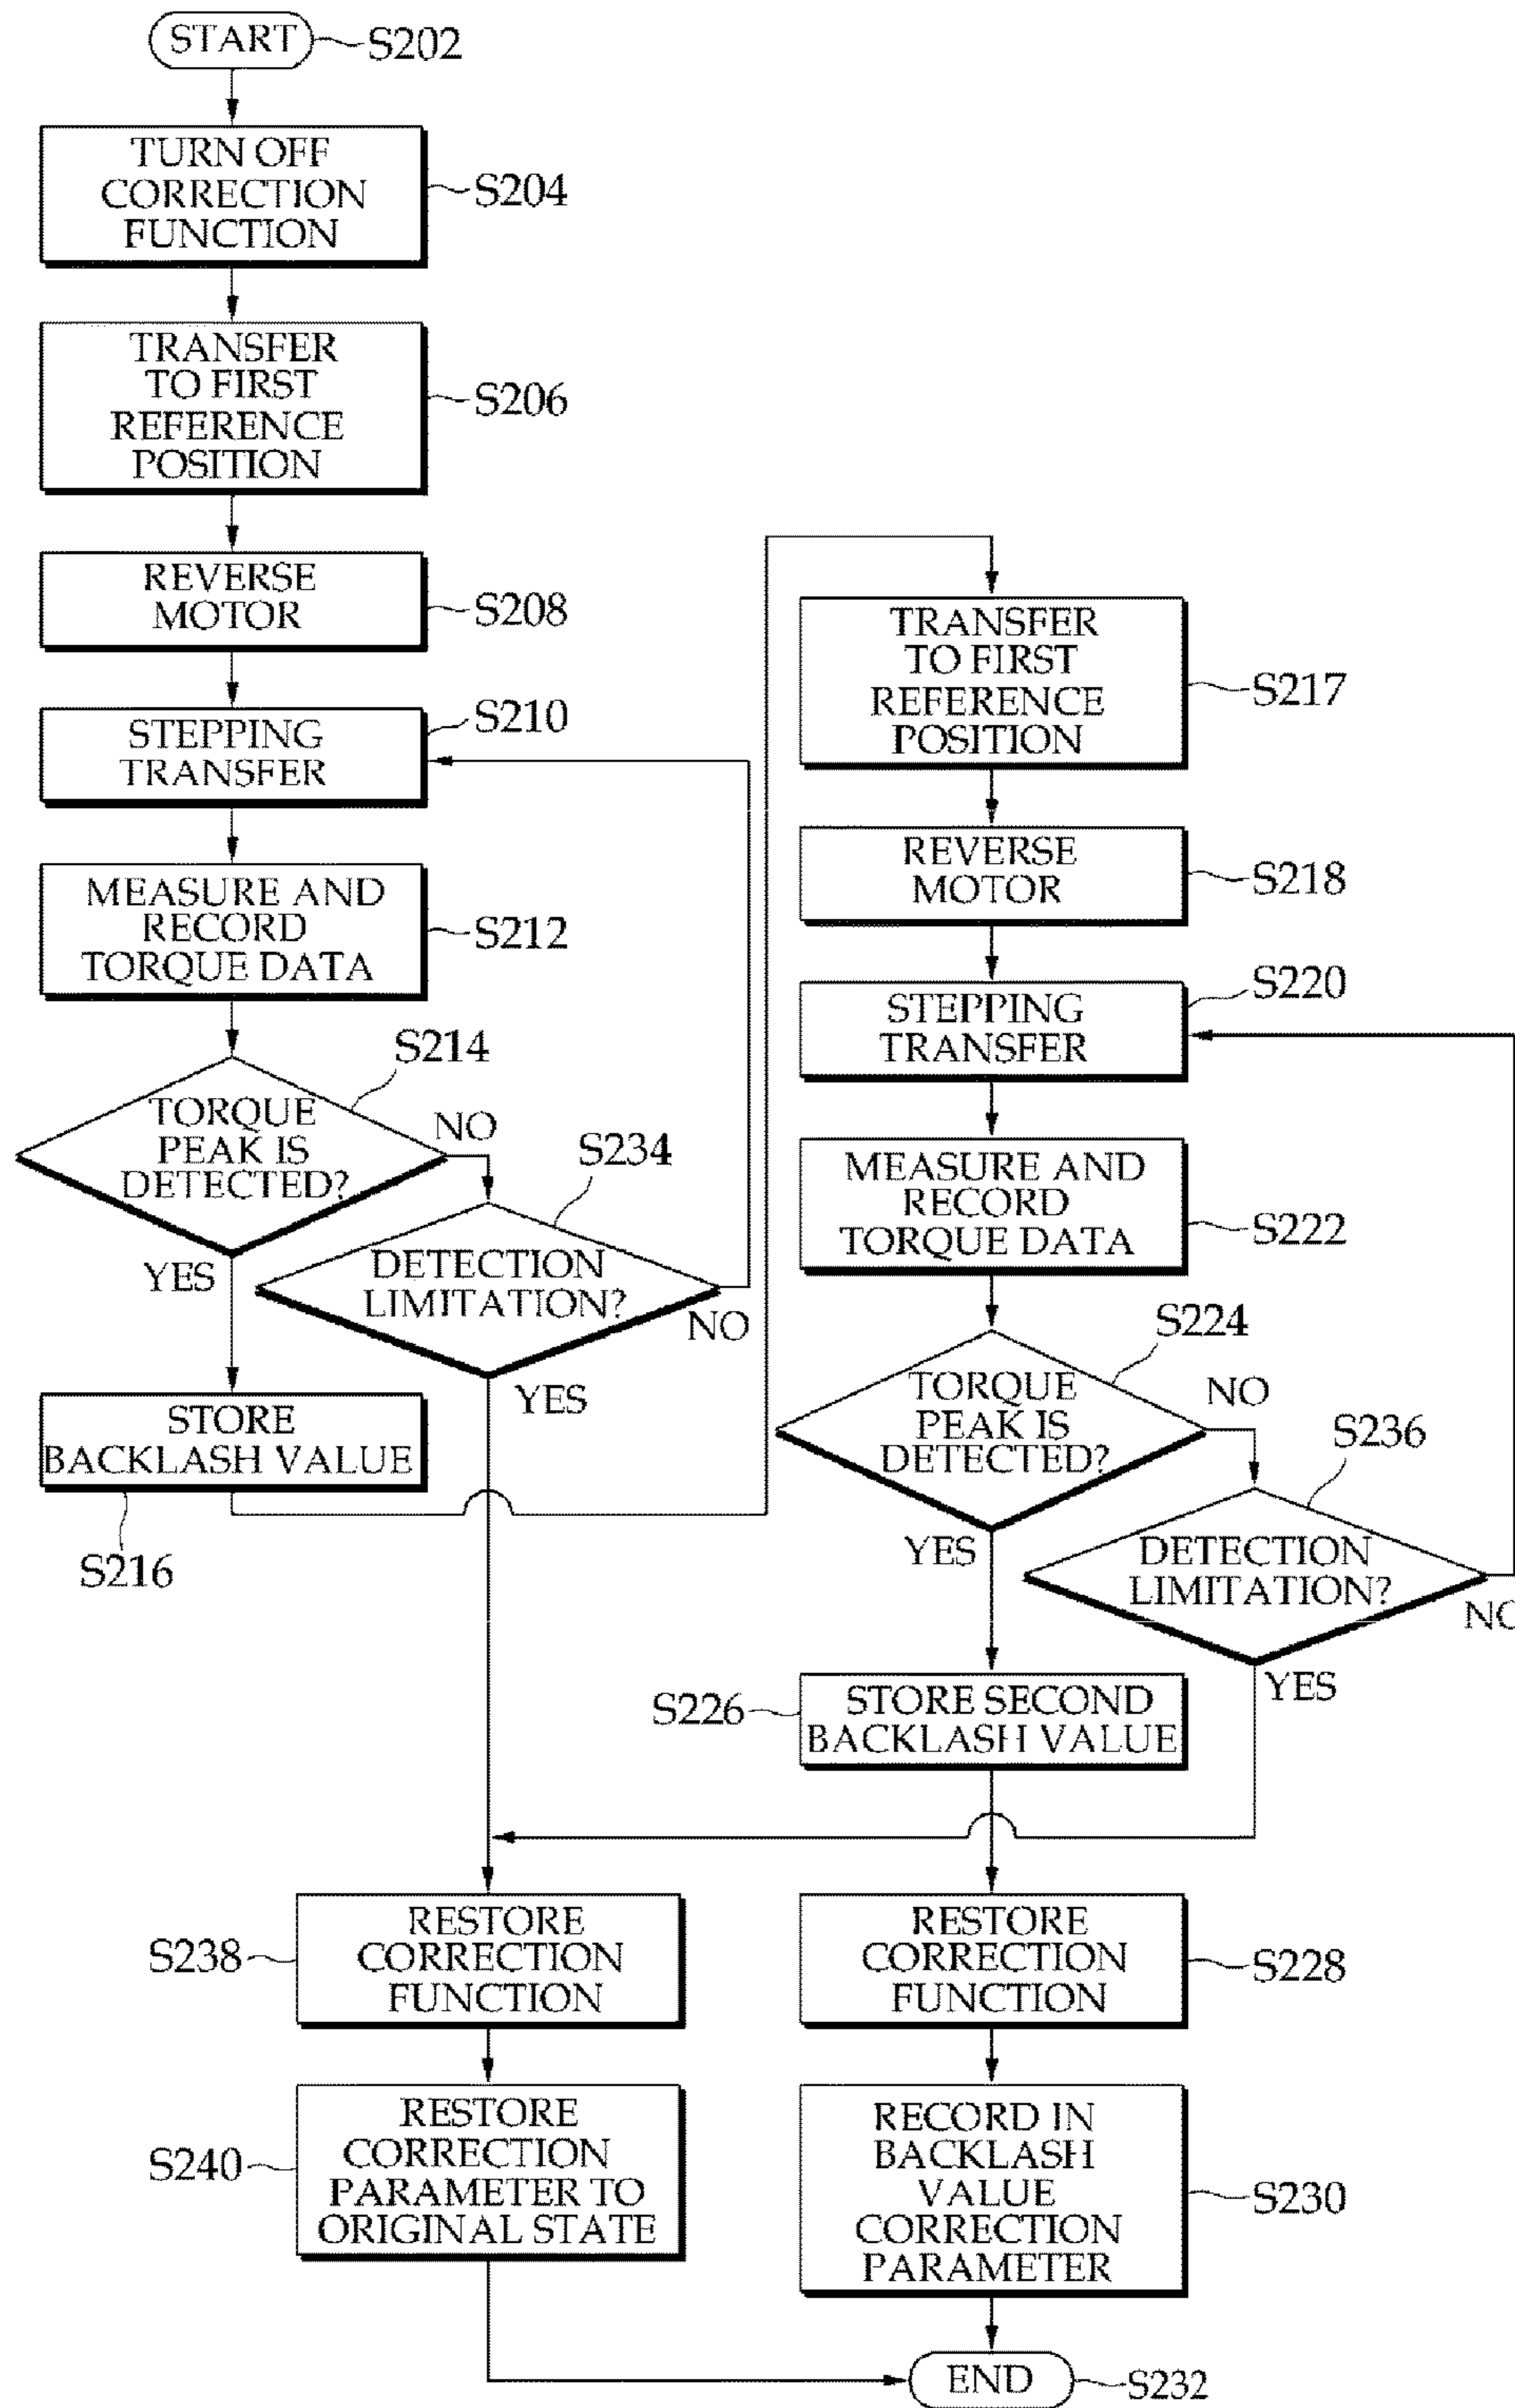 START
S202
TURN OFF
CORRECTION
FUNCTION
S204
TRANSFER
TO FIRST
REFERENCE
POSITION
S206
REVERSE
MOTOR
S208
STEPPING
TRANSFER
S210
MEASURE AND
RECORD
TORQUE DATA
S212
TORQUE
PEAK IS
DETECTED?
S214
NO
YES
DETECTION
LIMITATION?
S234
NO
YES
STORE
BACKLASH VALUE
S216
TRANSFER
TO FIRST
REFERENCE
POSITION
S217
REVERSE
MOTOR
S218
STEPPING
TRANSFER
S220
MEASURE AND
RECORD
TORQUE DATA
S222
TORQUE
PEAK IS
DETECTED?
S224
NO
YES
DETECTION
LIMITATION?
S236
NO
YES
STORE SECOND
BACKLASH VALUE
S226
RESTORE
CORRECTION
FUNCTION
S238
RESTORE
CORRECTION
FUNCTION
S228
RESTORE
CORRECTION
PARAMETER TO
ORIGINAL STATE
S240
RECORD IN
BACKLASH
VALUE
CORRECTION
PARAMETER
S230
END
S232